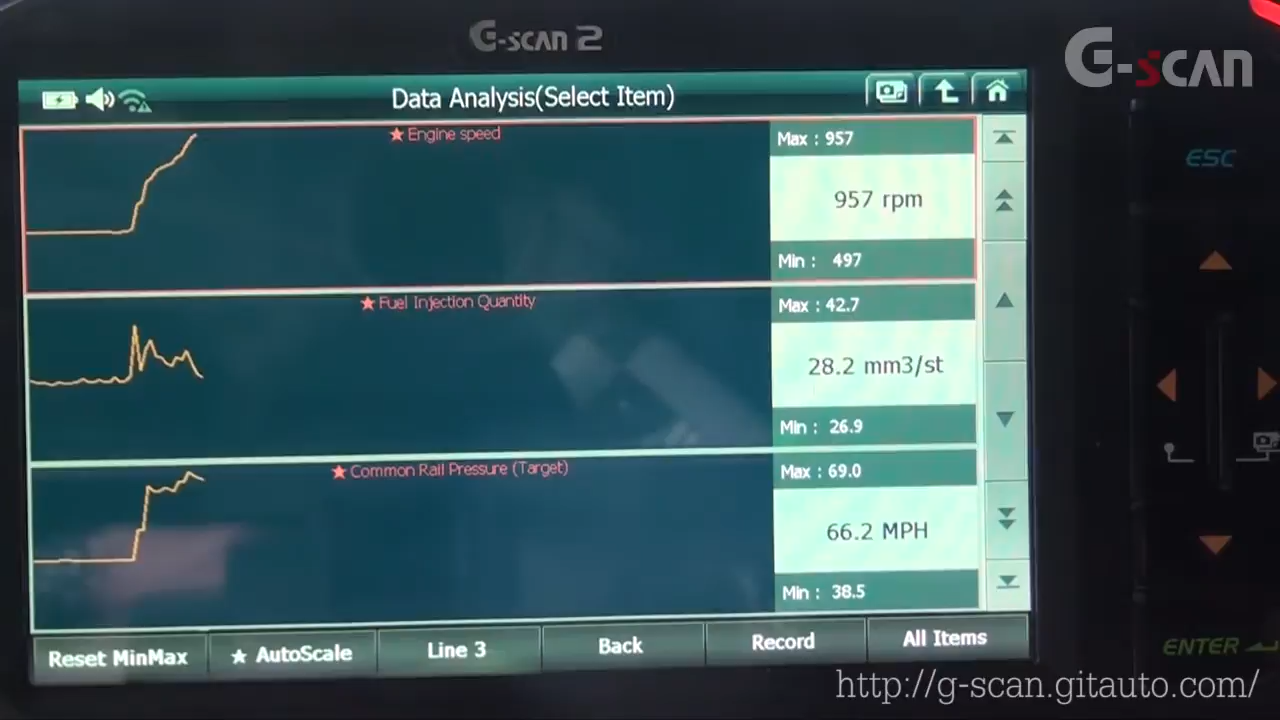 G-SCAN 2
G-SCAN
Data Analysis(Select Item)
★ Engine speed
Max : 957
957 rpm
Min : 497
★ Fuel Injection Quantity
Max : 42.7
28.2 mm3/st
Min : 26.9
★ Common Rail Pressure (Target)
Max : 69.0
66.2 MPH
Min : 38.5
Reset MinMax
★ AutoScale
Line 3
Back
Record
All Items
ESC
ENTER
http://g-scan.gitauto.com/